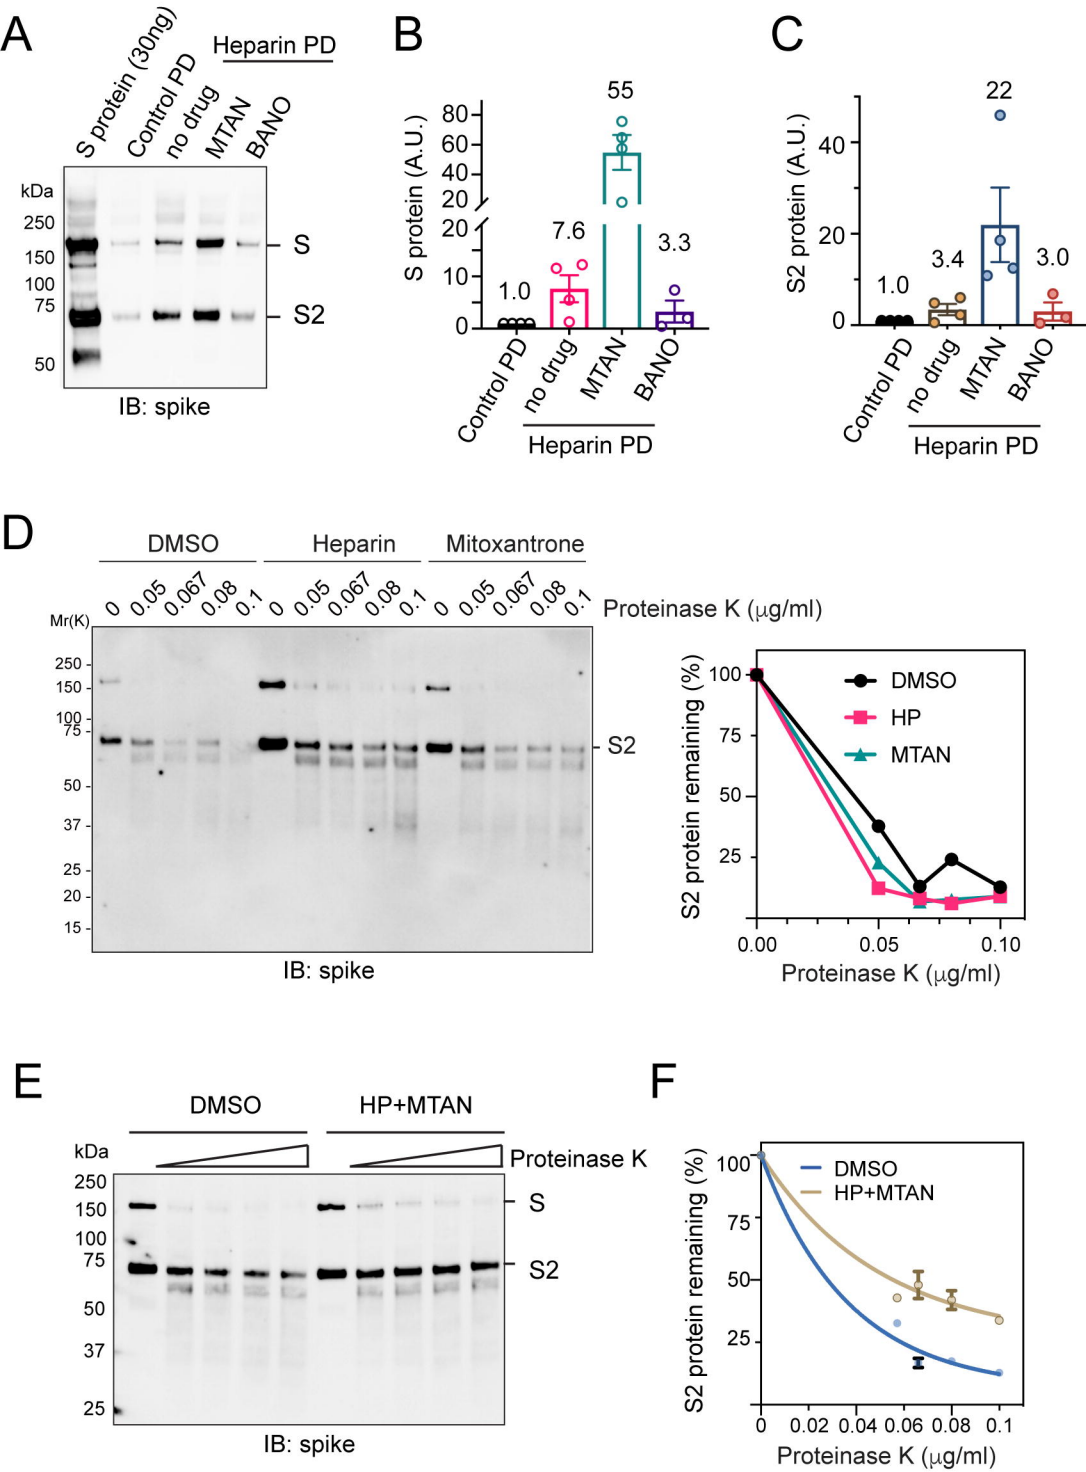 A
S protein (30ng)
Control PD
no drug
MTAN
BANO
Heparin PD
kDa
250
150
100
75
50
S
S2
IB: spike
B
S protein (A.U.)
80
60
40
20
20
10
0
1.0
7.6
55
3.3
Control PD
no drug
MTAN
BANO
Heparin PD
C
S2 protein (A.U.)
40
20
0
1.0
3.4
22
3.0
Control PD
no drug
MTAN
BANO
Heparin PD
D
DMSO
Heparin
Mitoxantrone
0 0.05 0.067 0.08 0.1 0 0.05 0.067 0.08 0.1 0 0.05 0.067 0.08 0.1
Proteinase K (µg/ml)
Mr(K)
250
150
100
75
50
37
25
20
15
S2
IB: spike
S2 protein remaining (%)
100
75
50
25
DMSO
HP
MTAN
0.00 0.05 0.10
Proteinase K (µg/ml)
E
DMSO
HP+MTAN
Proteinase K
kDa
250
150
100
75
50
37
25
S
S2
IB: spike
F
S2 protein remaining (%)
100
75
50
25
DMSO
HP+MTAN
0 0.02 0.04 0.06 0.08 0.1
Proteinase K (µg/ml)